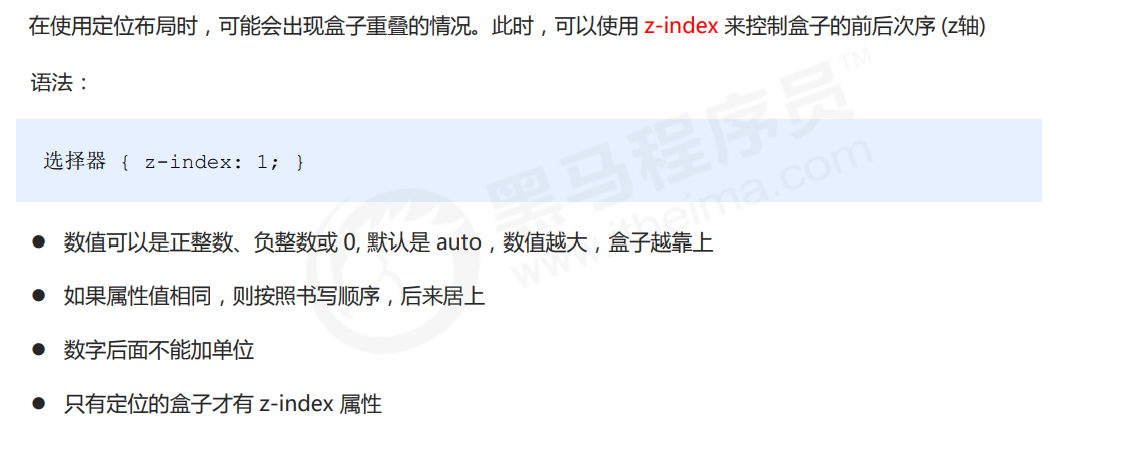 在使用定位布局时，可能会出现盒子重叠的情况。此时，可以使用 z-index 来控制盒子的前后次序 (z轴)
语法：
选择器 { z-index: 1; }
● 数值可以是正整数、负整数或 0, 默认是 auto，数值越大，盒子越靠上
● 如果属性值相同，则按照书写顺序，后来居上
● 数字后面不能加单位
● 只有定位的盒子才有 z-index 属性
黑马程序员™
www.itheima.com